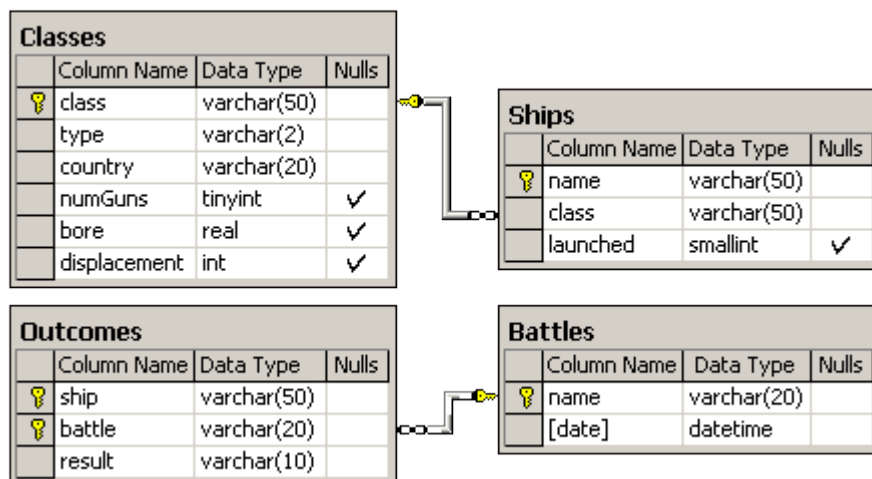 Classes
Column Name Data Type Nulls
class varchar(50)
type varchar(2)
country varchar(20)
numGuns tinyint
bore real
displacement int
Ships
Column Name Data Type Nulls
name varchar(50)
class varchar(50)
launched smallint
Outcomes
Column Name Data Type Nulls
ship varchar(50)
battle varchar(20)
result varchar(10)
Battles
Column Name Data Type Nulls
name varchar(20)
[date] datetime